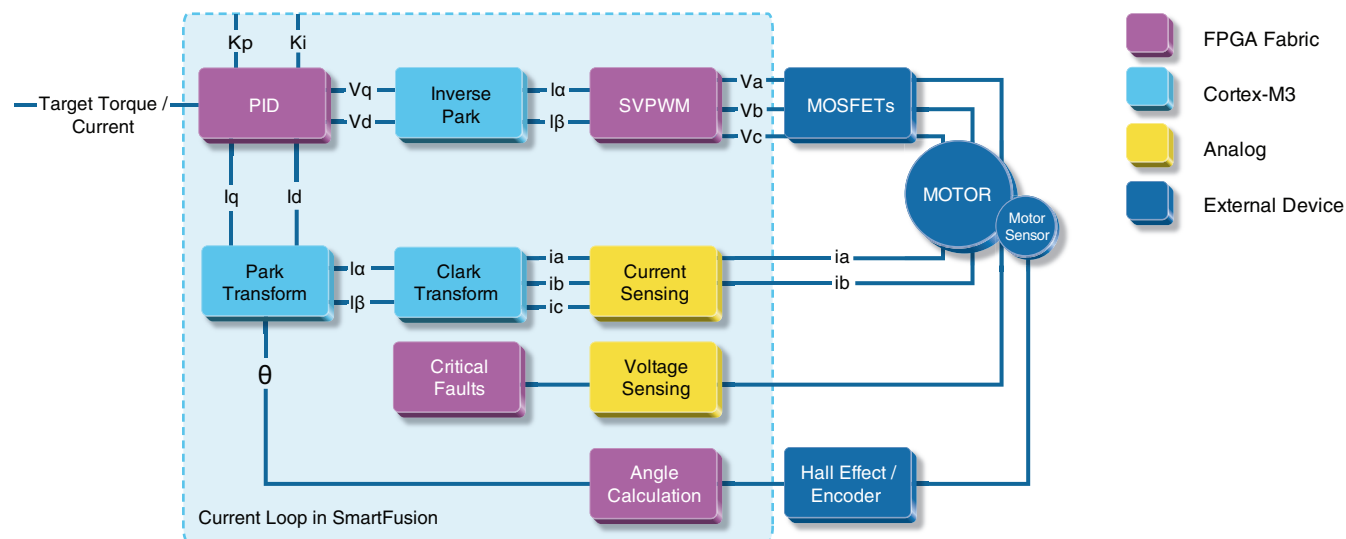 Kp
Ki
FPGA Fabric
Target Torque /
Current
PID
Vq
Vd
Inverse
Park
Iα
Iβ
SVPWM
Va
Vb
Vc
MOSFETs
Cortex-M3
Analog
External Device
MOTOR
Motor
Sensor
Iq
Id
Park
Transform
Iα
Iβ
Clark
Transform
ia
ib
ic
Current
Sensing
ia
ib
θ
Critical
Faults
Voltage
Sensing
Angle
Calculation
Hall Effect /
Encoder
Current Loop in SmartFusion